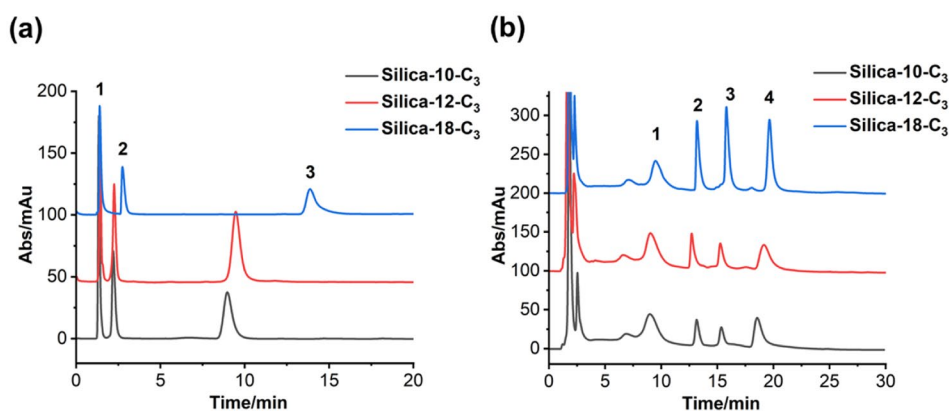 (a)
1
2
3
Silica-10-C3
Silica-12-C3
Silica-18-C3
200
150
100
50
0
Abs/mAu
0 5 10 15 20
Time/min
(b)
1
2
3
4
Silica-10-C3
Silica-12-C3
Silica-18-C3
300
250
200
150
100
50
0
Abs/mAu
0 5 10 15 20 25 30
Time/min